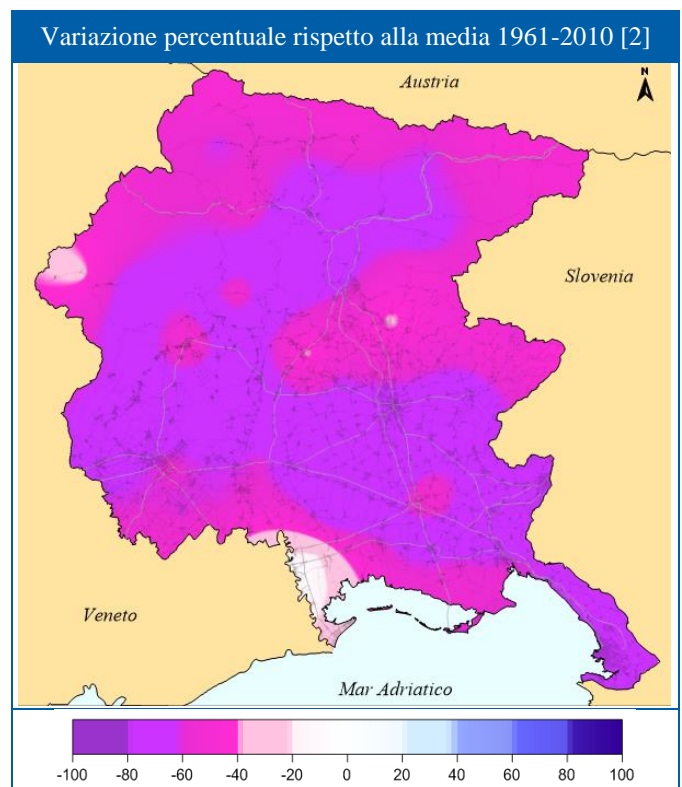 Variazione percentuale rispetto alla media 1961-2010 [2]
Austria
N
Slovenia
Veneto
Mar Adriatico
-100 -80 -60 -40 -20 0 20 40 60 80 100